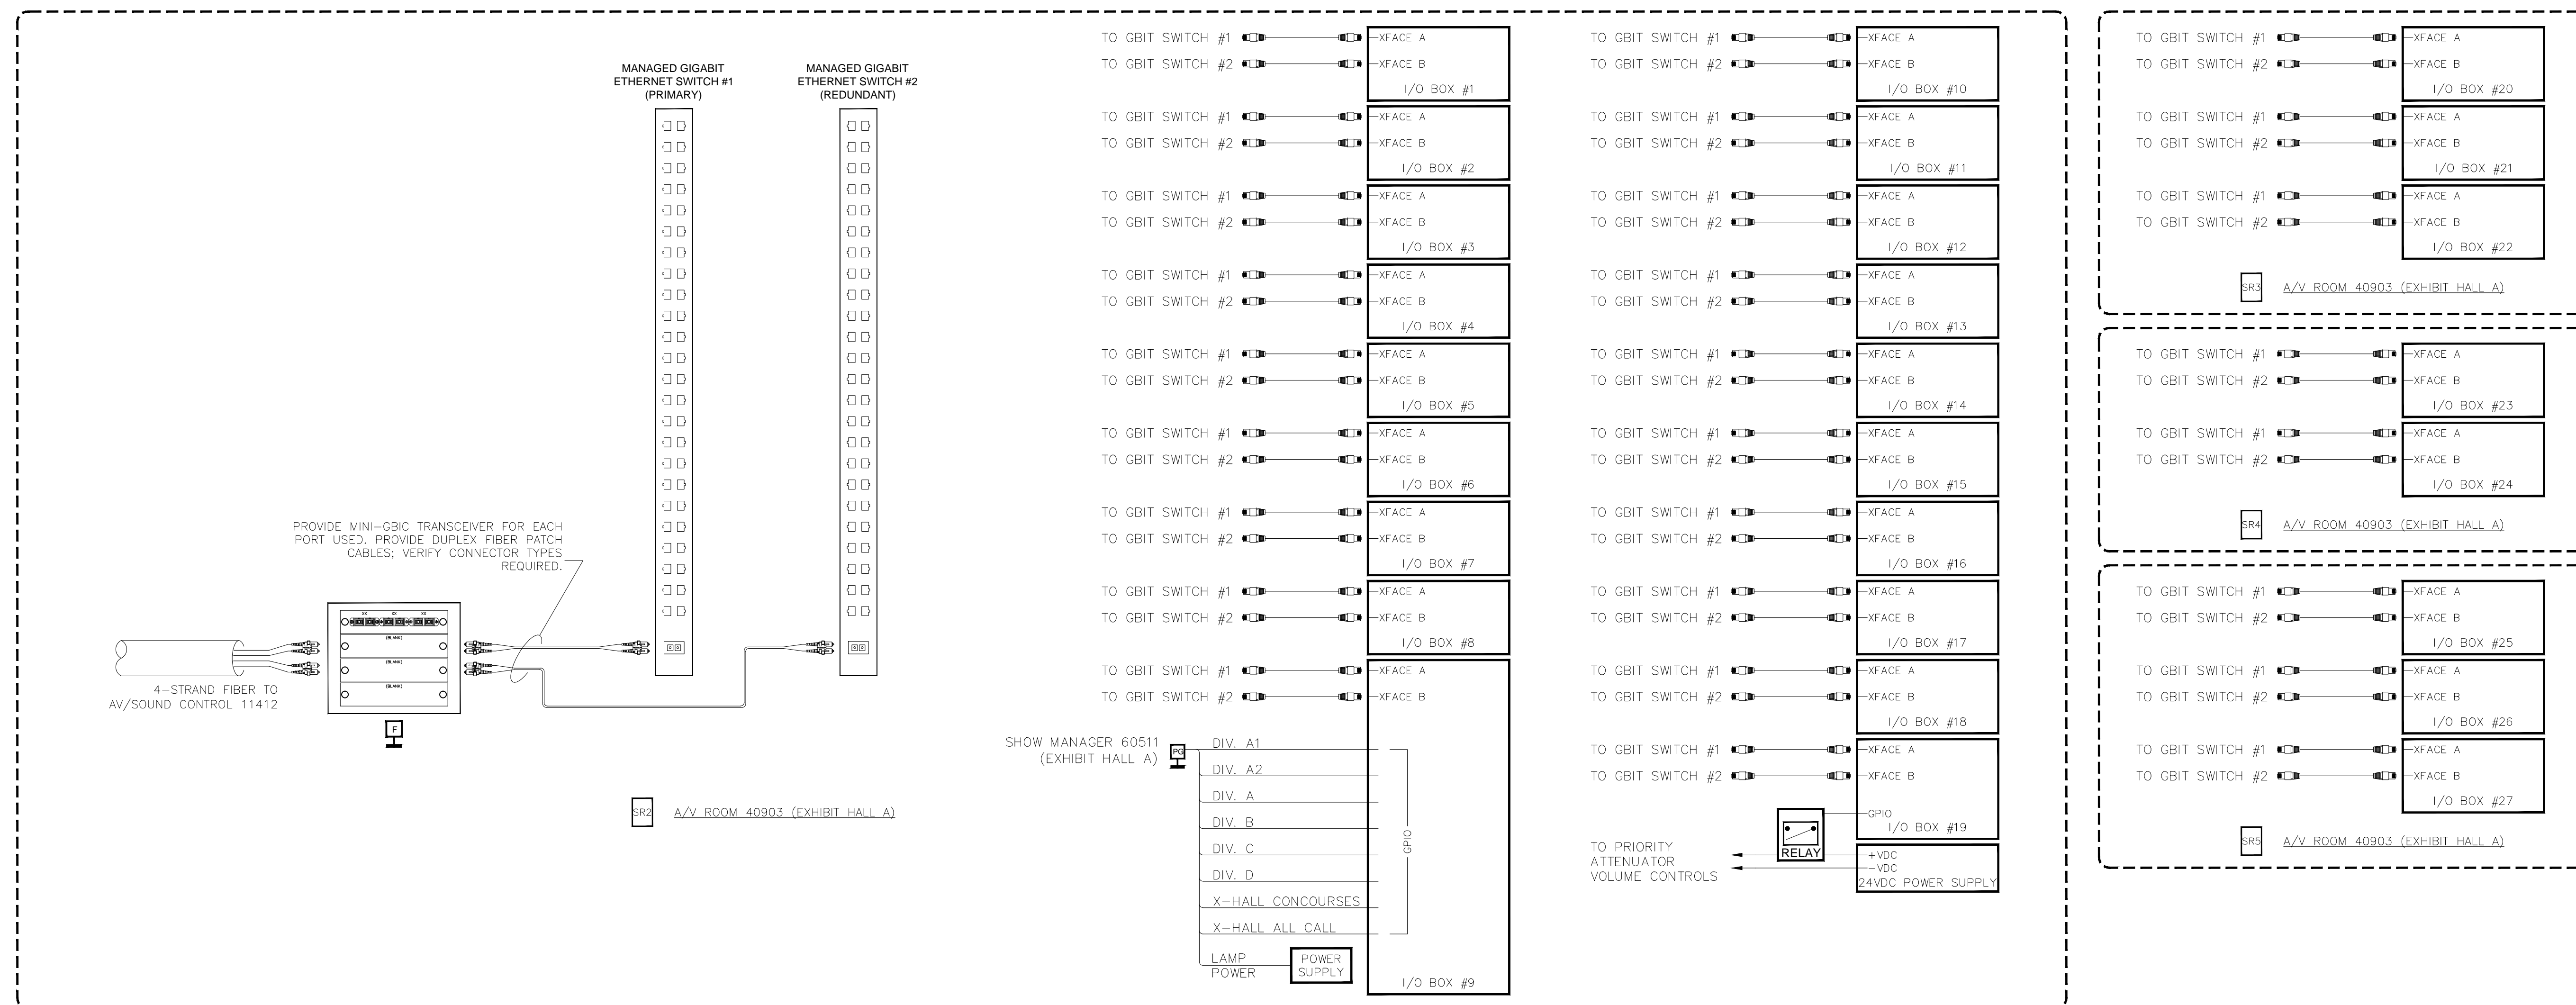 MANAGED GIGABIT
ETHERNET SWITCH #1
(PRIMARY)
MANAGED GIGABIT
ETHERNET SWITCH #2
(REDUNDANT)
PROVIDE MINI-GBIC TRANSCEIVER FOR EACH
PORT USED. PROVIDE DUPLEX FIBER PATCH
CABLES; VERIFY CONNECTOR TYPES
REQUIRED.
XX XX XX
(BLANK)
(BLANK)
(BLANK)
4-STRAND FIBER TO
AV/SOUND CONTROL 11412
F
SR2 A/V ROOM 40903 (EXHIBIT HALL A)
TO GBIT SWITCH #1 XFACE A
TO GBIT SWITCH #2 XFACE B
I/O BOX #1
TO GBIT SWITCH #1 XFACE A
TO GBIT SWITCH #2 XFACE B
I/O BOX #2
TO GBIT SWITCH #1 XFACE A
TO GBIT SWITCH #2 XFACE B
I/O BOX #3
TO GBIT SWITCH #1 XFACE A
TO GBIT SWITCH #2 XFACE B
I/O BOX #4
TO GBIT SWITCH #1 XFACE A
TO GBIT SWITCH #2 XFACE B
I/O BOX #5
TO GBIT SWITCH #1 XFACE A
TO GBIT SWITCH #2 XFACE B
I/O BOX #6
TO GBIT SWITCH #1 XFACE A
TO GBIT SWITCH #2 XFACE B
I/O BOX #7
TO GBIT SWITCH #1 XFACE A
TO GBIT SWITCH #2 XFACE B
I/O BOX #8
TO GBIT SWITCH #1 XFACE A
TO GBIT SWITCH #2 XFACE B
SHOW MANAGER 60511
(EXHIBIT HALL A)
PG
DIV. A1
DIV. A2
DIV. A
DIV. B
DIV. C
DIV. D
X-HALL CONCOURSES
X-HALL ALL CALL
GPIO
LAMP
POWER
POWER
SUPPLY
I/O BOX #9
TO GBIT SWITCH #1 XFACE A
TO GBIT SWITCH #2 XFACE B
I/O BOX #10
TO GBIT SWITCH #1 XFACE A
TO GBIT SWITCH #2 XFACE B
I/O BOX #11
TO GBIT SWITCH #1 XFACE A
TO GBIT SWITCH #2 XFACE B
I/O BOX #12
TO GBIT SWITCH #1 XFACE A
TO GBIT SWITCH #2 XFACE B
I/O BOX #13
TO GBIT SWITCH #1 XFACE A
TO GBIT SWITCH #2 XFACE B
I/O BOX #14
TO GBIT SWITCH #1 XFACE A
TO GBIT SWITCH #2 XFACE B
I/O BOX #15
TO GBIT SWITCH #1 XFACE A
TO GBIT SWITCH #2 XFACE B
I/O BOX #16
TO GBIT SWITCH #1 XFACE A
TO GBIT SWITCH #2 XFACE B
I/O BOX #17
TO GBIT SWITCH #1 XFACE A
TO GBIT SWITCH #2 XFACE B
I/O BOX #18
TO GBIT SWITCH #1 XFACE A
TO GBIT SWITCH #2 XFACE B
GPIO
I/O BOX #19
RELAY
TO PRIORITY
ATTENUATOR
VOLUME CONTROLS
+VDC
-VDC
24VDC POWER SUPPLY
TO GBIT SWITCH #1 XFACE A
TO GBIT SWITCH #2 XFACE B
I/O BOX #20
TO GBIT SWITCH #1 XFACE A
TO GBIT SWITCH #2 XFACE B
I/O BOX #21
TO GBIT SWITCH #1 XFACE A
TO GBIT SWITCH #2 XFACE B
I/O BOX #22
SR3 A/V ROOM 40903 (EXHIBIT HALL A)
TO GBIT SWITCH #1 XFACE A
TO GBIT SWITCH #2 XFACE B
I/O BOX #23
TO GBIT SWITCH #1 XFACE A
TO GBIT SWITCH #2 XFACE B
I/O BOX #24
SR4 A/V ROOM 40903 (EXHIBIT HALL A)
TO GBIT SWITCH #1 XFACE A
TO GBIT SWITCH #2 XFACE B
I/O BOX #25
TO GBIT SWITCH #1 XFACE A
TO GBIT SWITCH #2 XFACE B
I/O BOX #26
TO GBIT SWITCH #1 XFACE A
TO GBIT SWITCH #2 XFACE B
I/O BOX #27
SR5 A/V ROOM 40903 (EXHIBIT HALL A)